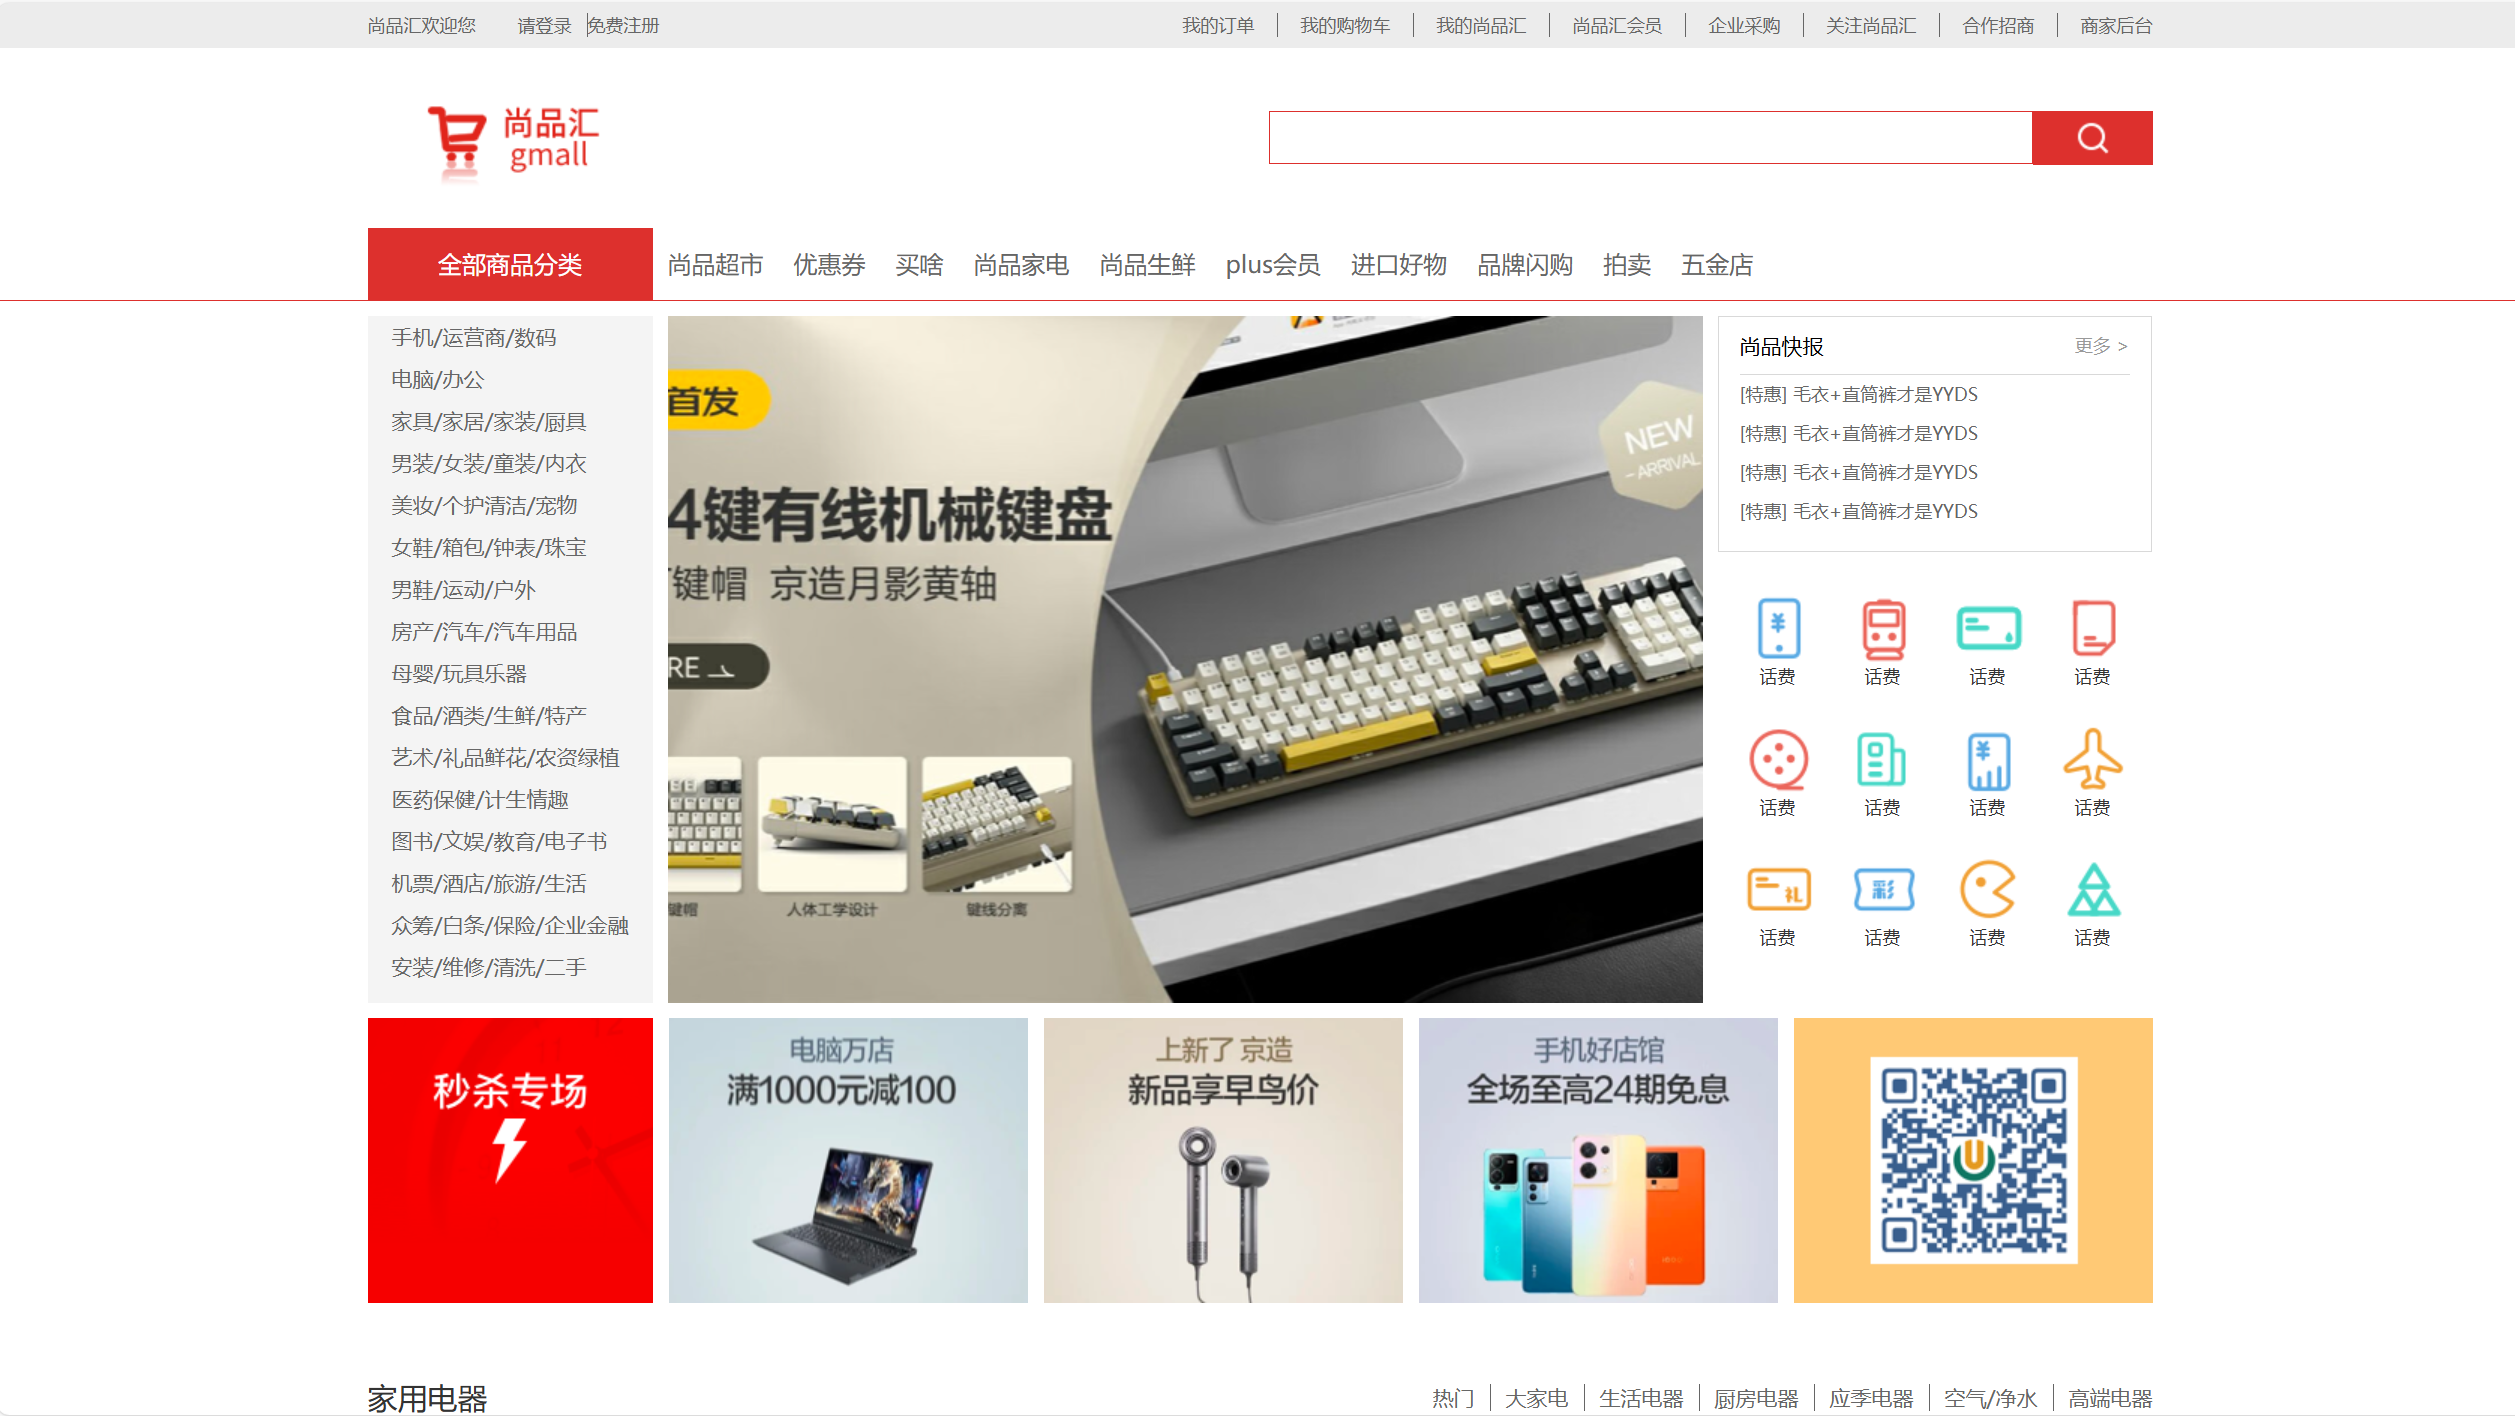 尚品汇欢迎您 请登录 免费注册 我的订单 我的购物车 我的尚品汇 尚品汇会员 企业采购 关注尚品汇 合作招商 商家后台
尚品汇
gmall
全部商品分类 尚品超市 优惠券 买啥 尚品家电 尚品生鲜 plus会员 进口好物 品牌闪购 拍卖 五金店
手机/运营商/数码
电脑/办公
家具/家居/家装/厨具
男装/女装/童装/内衣
美妆/个护清洁/宠物
女鞋/箱包/钟表/珠宝
男鞋/运动/户外
房产/汽车/汽车用品
母婴/玩具乐器
食品/酒类/生鲜/特产
艺术/礼品鲜花/农资绿植
医药保健/计生情趣
图书/文娱/教育/电子书
机票/酒店/旅游/生活
众筹/白条/保险/企业金融
安装/维修/清洗/二手
首发
4键有线机械键盘
键帽 京造月影黄轴
RE
键帽 人体工学设计 键线分离
NEW
ARRIVAL
尚品快报 更多 >
[特惠] 毛衣+直筒裤才是YYDS
[特惠] 毛衣+直筒裤才是YYDS
[特惠] 毛衣+直筒裤才是YYDS
[特惠] 毛衣+直筒裤才是YYDS
话费 话费 话费 话费
话费 话费 话费 话费
礼 彩
话费 话费 话费 话费
秒杀专场
电脑万店
满1000元减100
上新了 京造
新品享早鸟价
手机好店馆
全场至高24期免息
家用电器 热门 大家电 生活电器 厨房电器 应季电器 空气/净水 高端电器